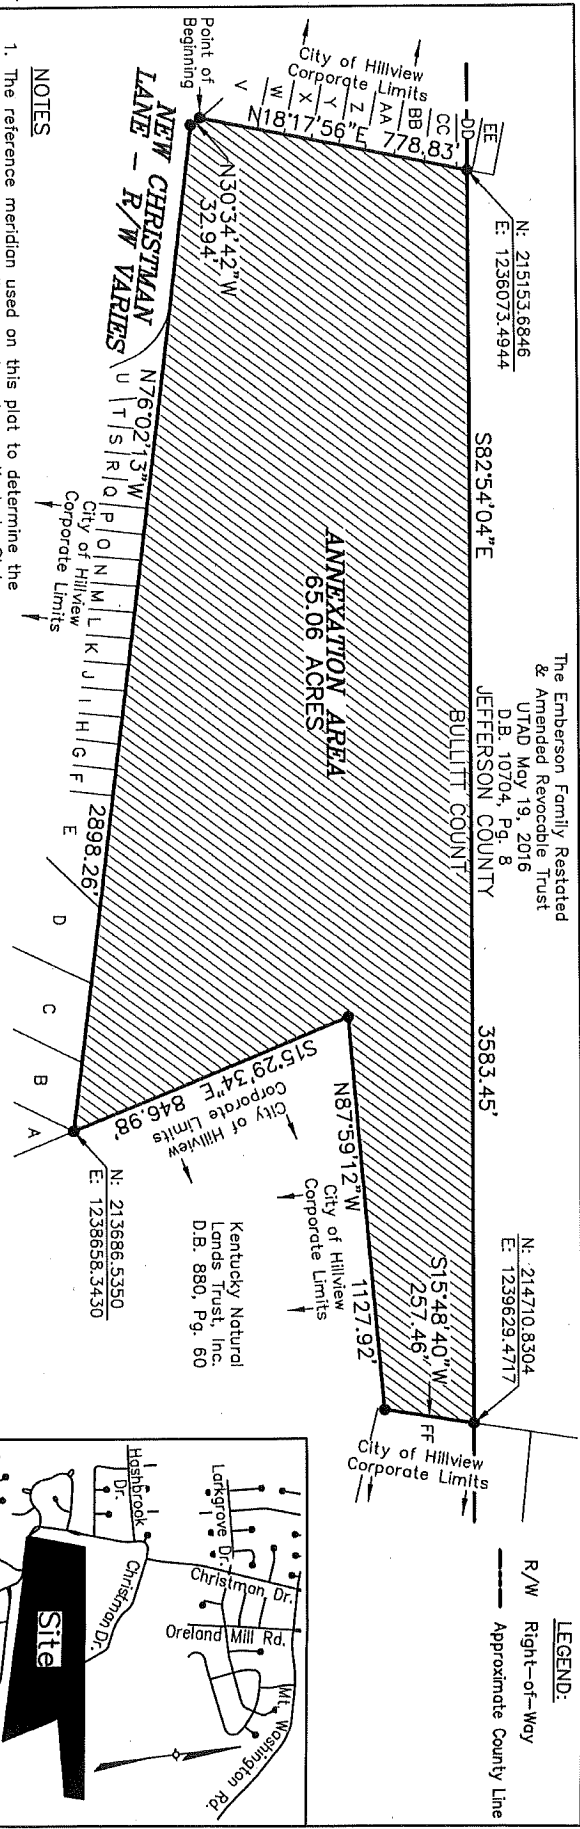 The Emberson Family Restated
& Amended Revocable Trust
UTAD May 19, 2016
D.B. 10704, Pg. 8
JEFFERSON COUNTY
BULLITT COUNTY
S82°54'04"E
3583.45'
N: 215153.6846
E: 1236073.4944
N: 214710.8304
E: 1239629.4717
LEGEND:
R/W Right-of-Way
Approximate County Line
City of Hillview
Corporate Limits
EE
DD
CC
BB
AA
Z
Y
X
W
V
N18°17'56"E 778.83'
Point of
Beginning
N30°34'42"W
32.94'
NEW CHRISTMAN
LANE - R/W VARIES
ANNEXATION AREA
65.06 ACRES
S15°48'40"W
257.46'
FF
City of Hillview
Corporate Limits
N87°59'12"W 1127.92'
City of Hillview
Corporate Limits
S15°29'34"E 846.98'
City of Hillview
Corporate Limits
Kentucky Natural
Lands Trust, Inc.
D.B. 880, Pg. 60
N: 213686.5350
E: 1238658.3430
N76°02'13"W 2898.26'
U T S R Q P O N M L K J I H G F E D C B A
City of Hillview
Corporate Limits
NOTES
1. The reference meridian used on this plat to determine the
Larkgrove Dr.
Hashbrook
Dr.
Christman Dr.
Christman Dr.
Oreland Mill Rd.
Mt. Washington Rd.
Site